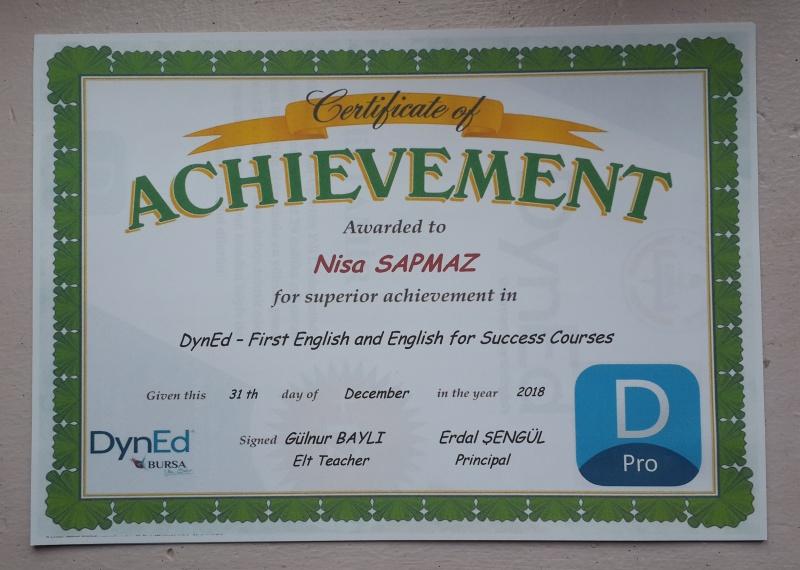 Certificate of
ACHIEVEMENT
Awarded to
Nisa SAPMAZ
for superior achievement in
DynEd – First English and English for Success Courses
Given this 31 th day of December in the year 2018
Signed Gülnur BAYLI Erdal ŞENGÜL
Elt Teacher Principal
DynEd
BURSA
D
Pro